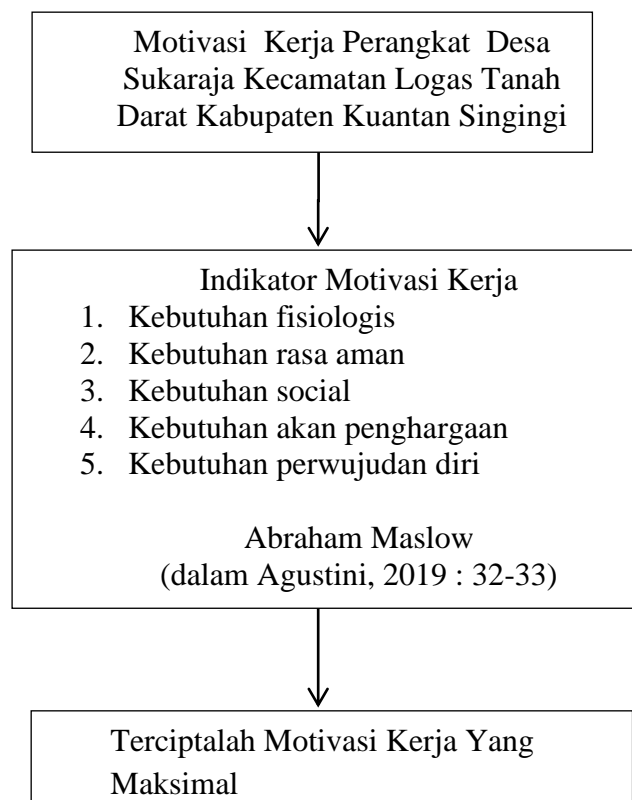 Motivasi Kerja Perangkat Desa
Sukaraja Kecamatan Logas Tanah
Darat Kabupaten Kuantan Singingi
Indikator Motivasi Kerja
1. Kebutuhan fisiologis
2. Kebutuhan rasa aman
3. Kebutuhan social
4. Kebutuhan akan penghargaan
5. Kebutuhan perwujudan diri
Abraham Maslow
(dalam Agustini, 2019 : 32-33)
Terciptalah Motivasi Kerja Yang
Maksimal